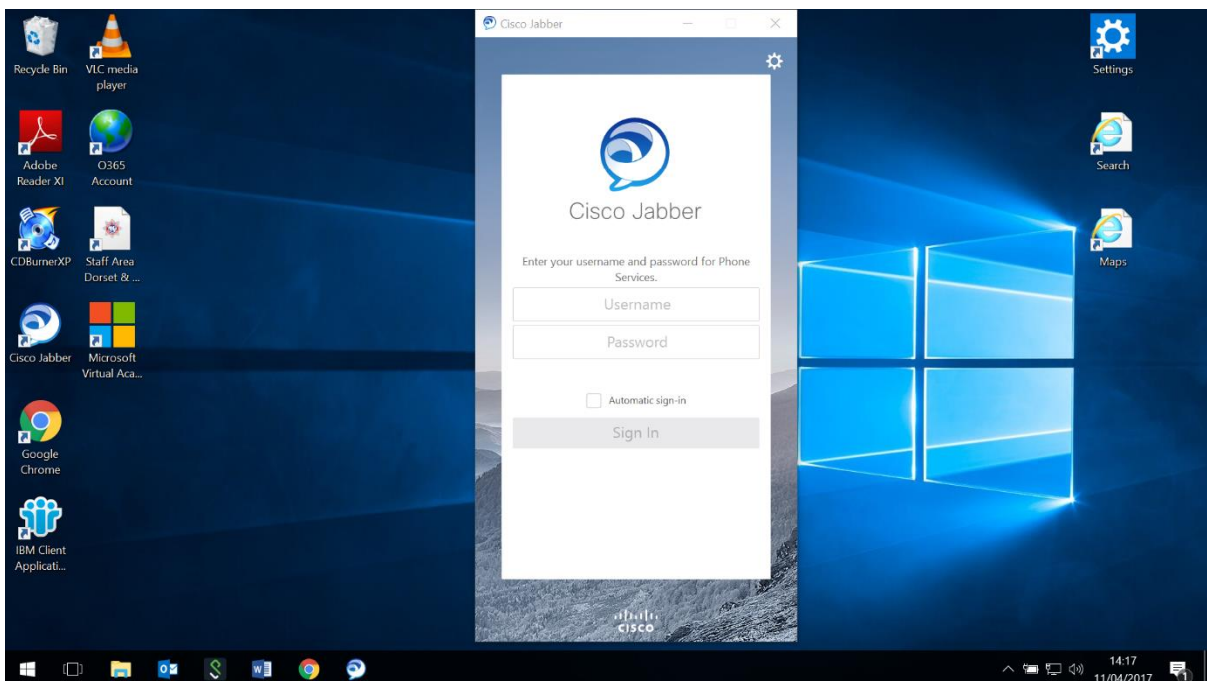 Recycle Bin
VLC media
player
Adobe
Reader XI
O365
Account
CDBurnerXP
Staff Area
Dorset & ...
Cisco Jabber
Microsoft
Virtual Aca...
Google
Chrome
IBM Client
Applicati...
Cisco Jabber
Cisco Jabber
Enter your username and password for Phone
Services.
Username
Password
Automatic sign-in
Sign In
CISCO
Settings
Search
Maps
14:17
11/04/2017
1